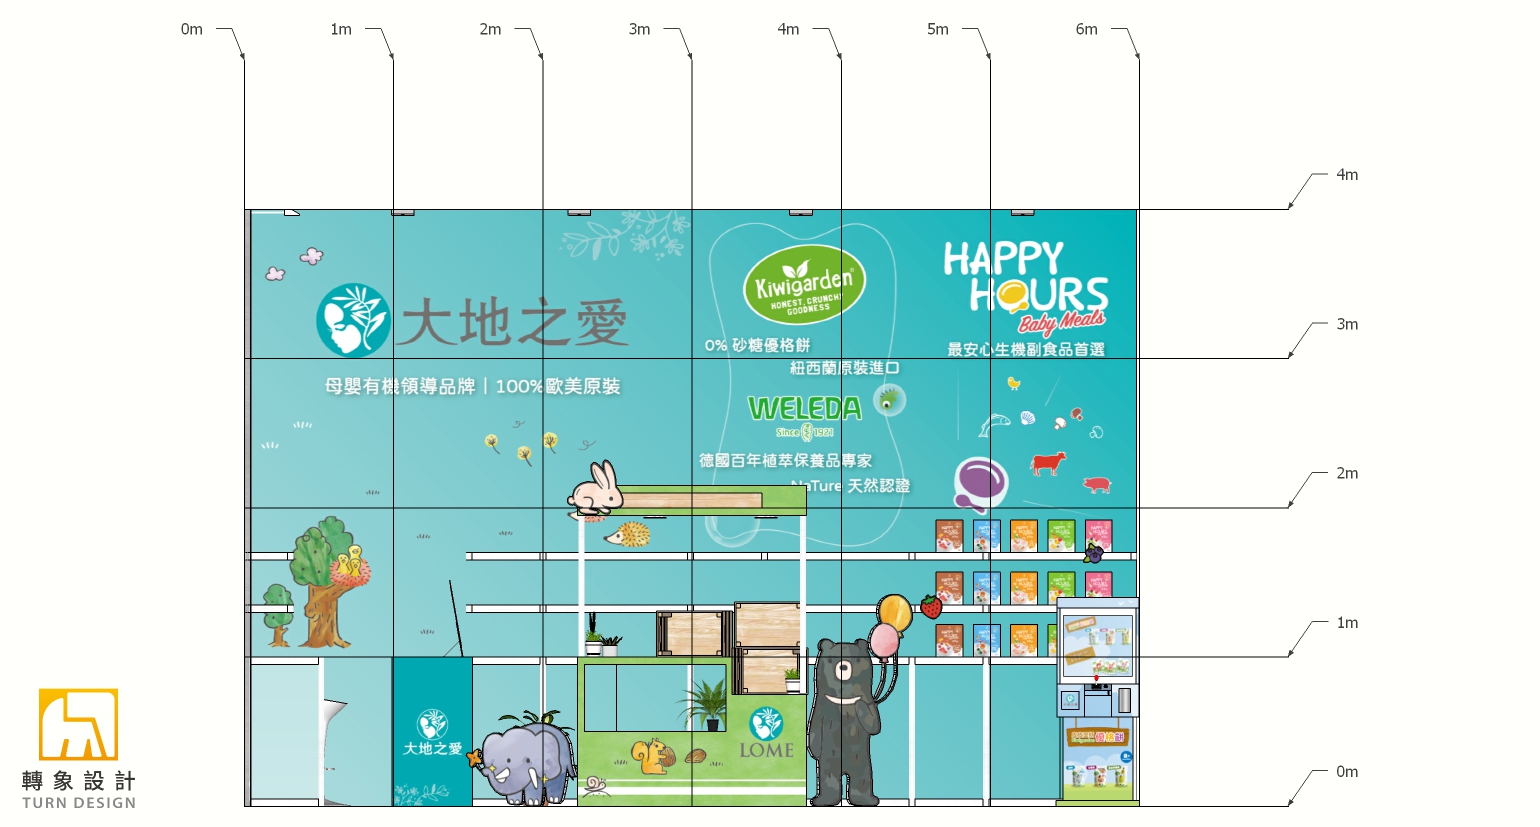 0m 1m 2m 3m 4m 5m 6m
4m
3m
2m
1m
0m
大地之愛
母嬰有機領導品牌｜100%歐美原裝
Kiwigarden
HONEST, CRUNCHY
GOODNESS
0% 砂糖優格餅
紐西蘭原裝進口
WELEDA
Since 1921
德國百年植萃保養品專家
NaTure 天然認證
HAPPY
HOURS
Baby Meals
最安心生機副食品首選
HAPPY
HOURS
大地之愛
LOME
轉象設計
TURN DESIGN